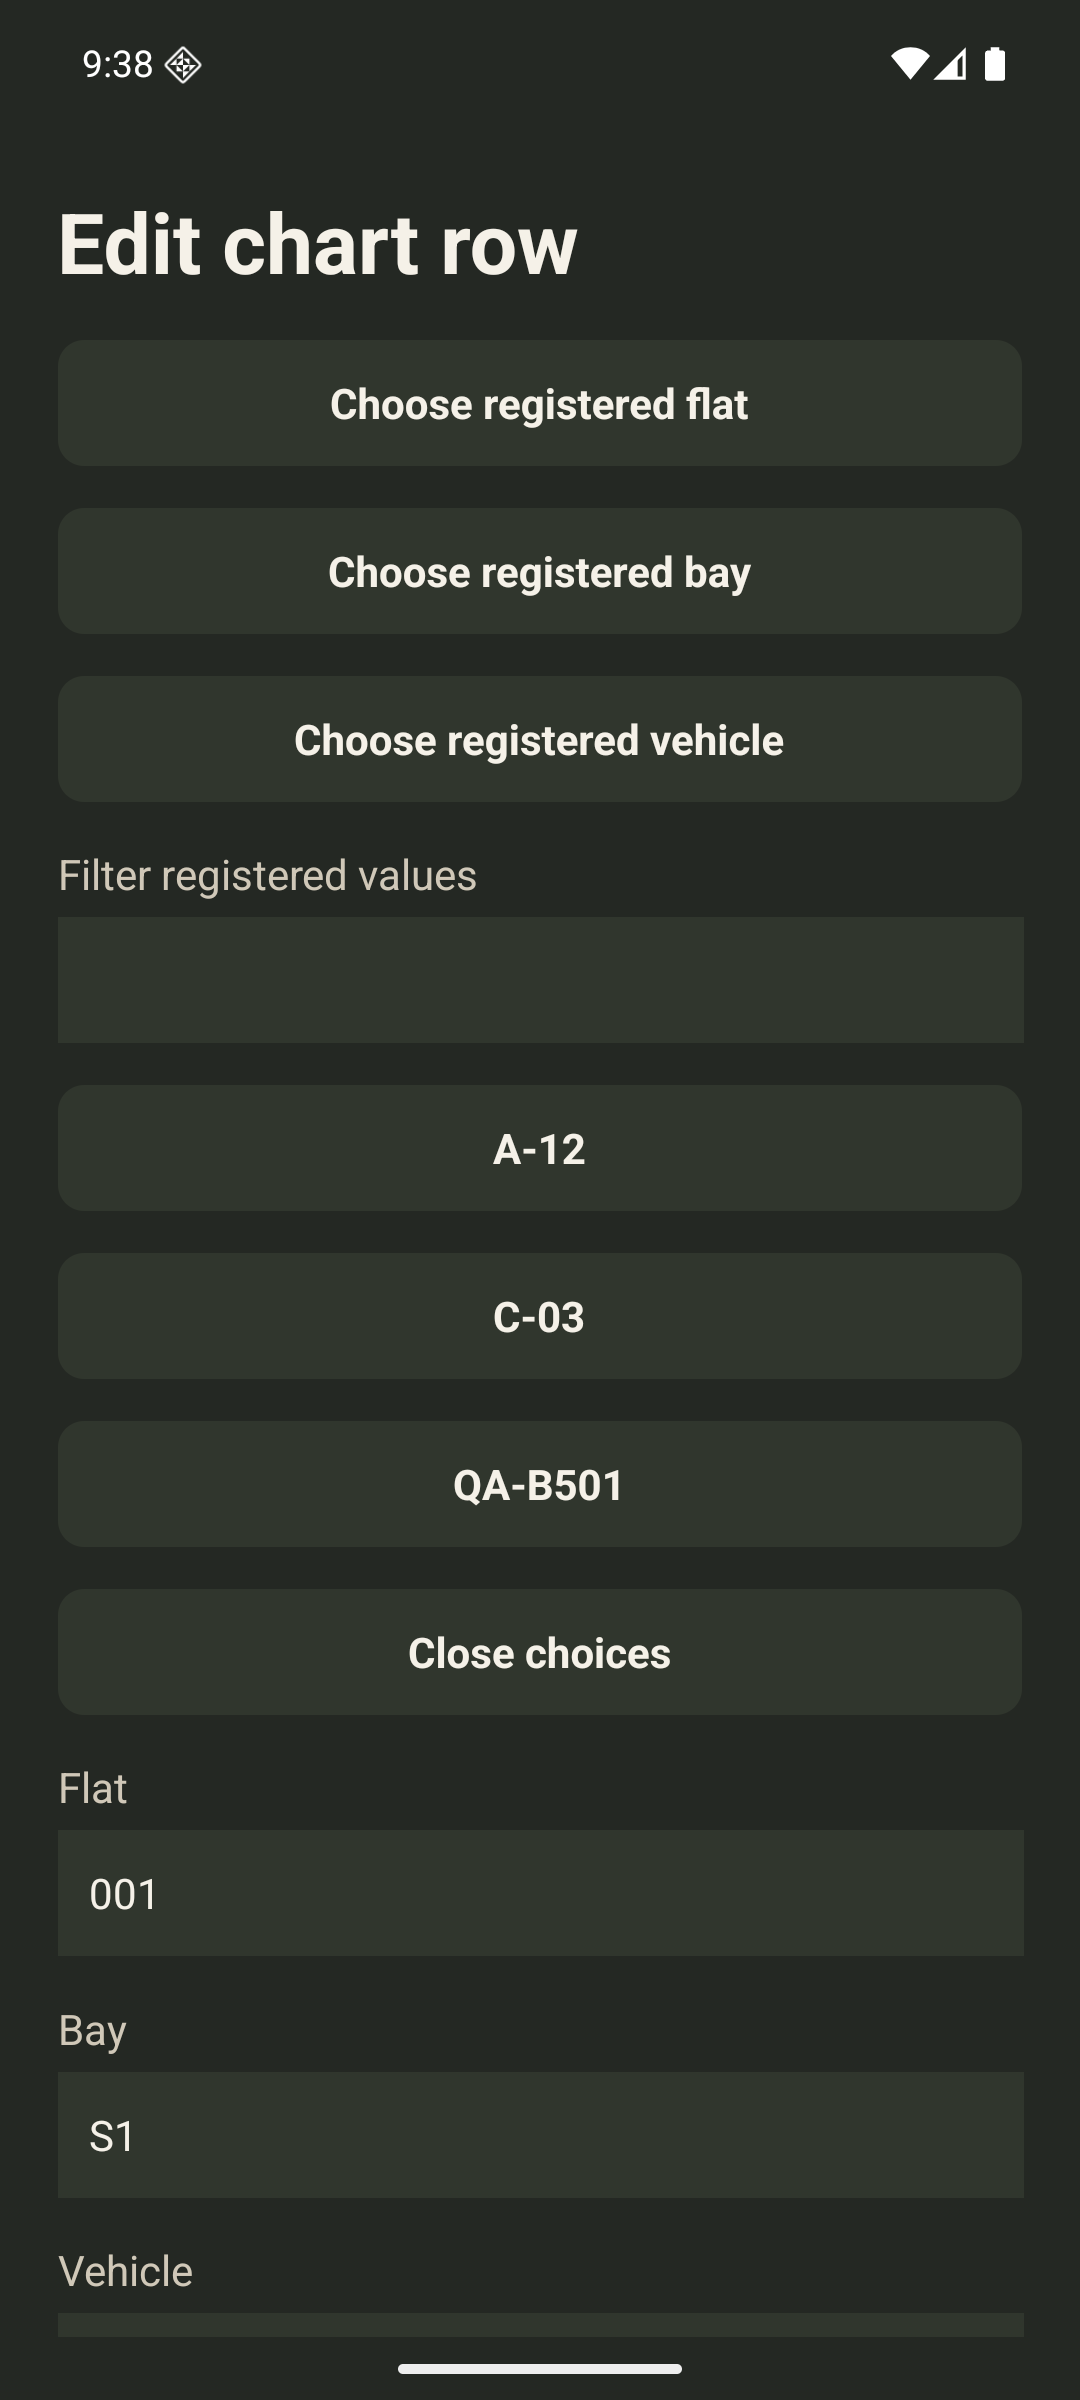 9:38
Edit chart row
Choose registered flat
Choose registered bay
Choose registered vehicle
Filter registered values
A-12
C-03
QA-B501
Close choices
Flat
001
Bay
S1
Vehicle